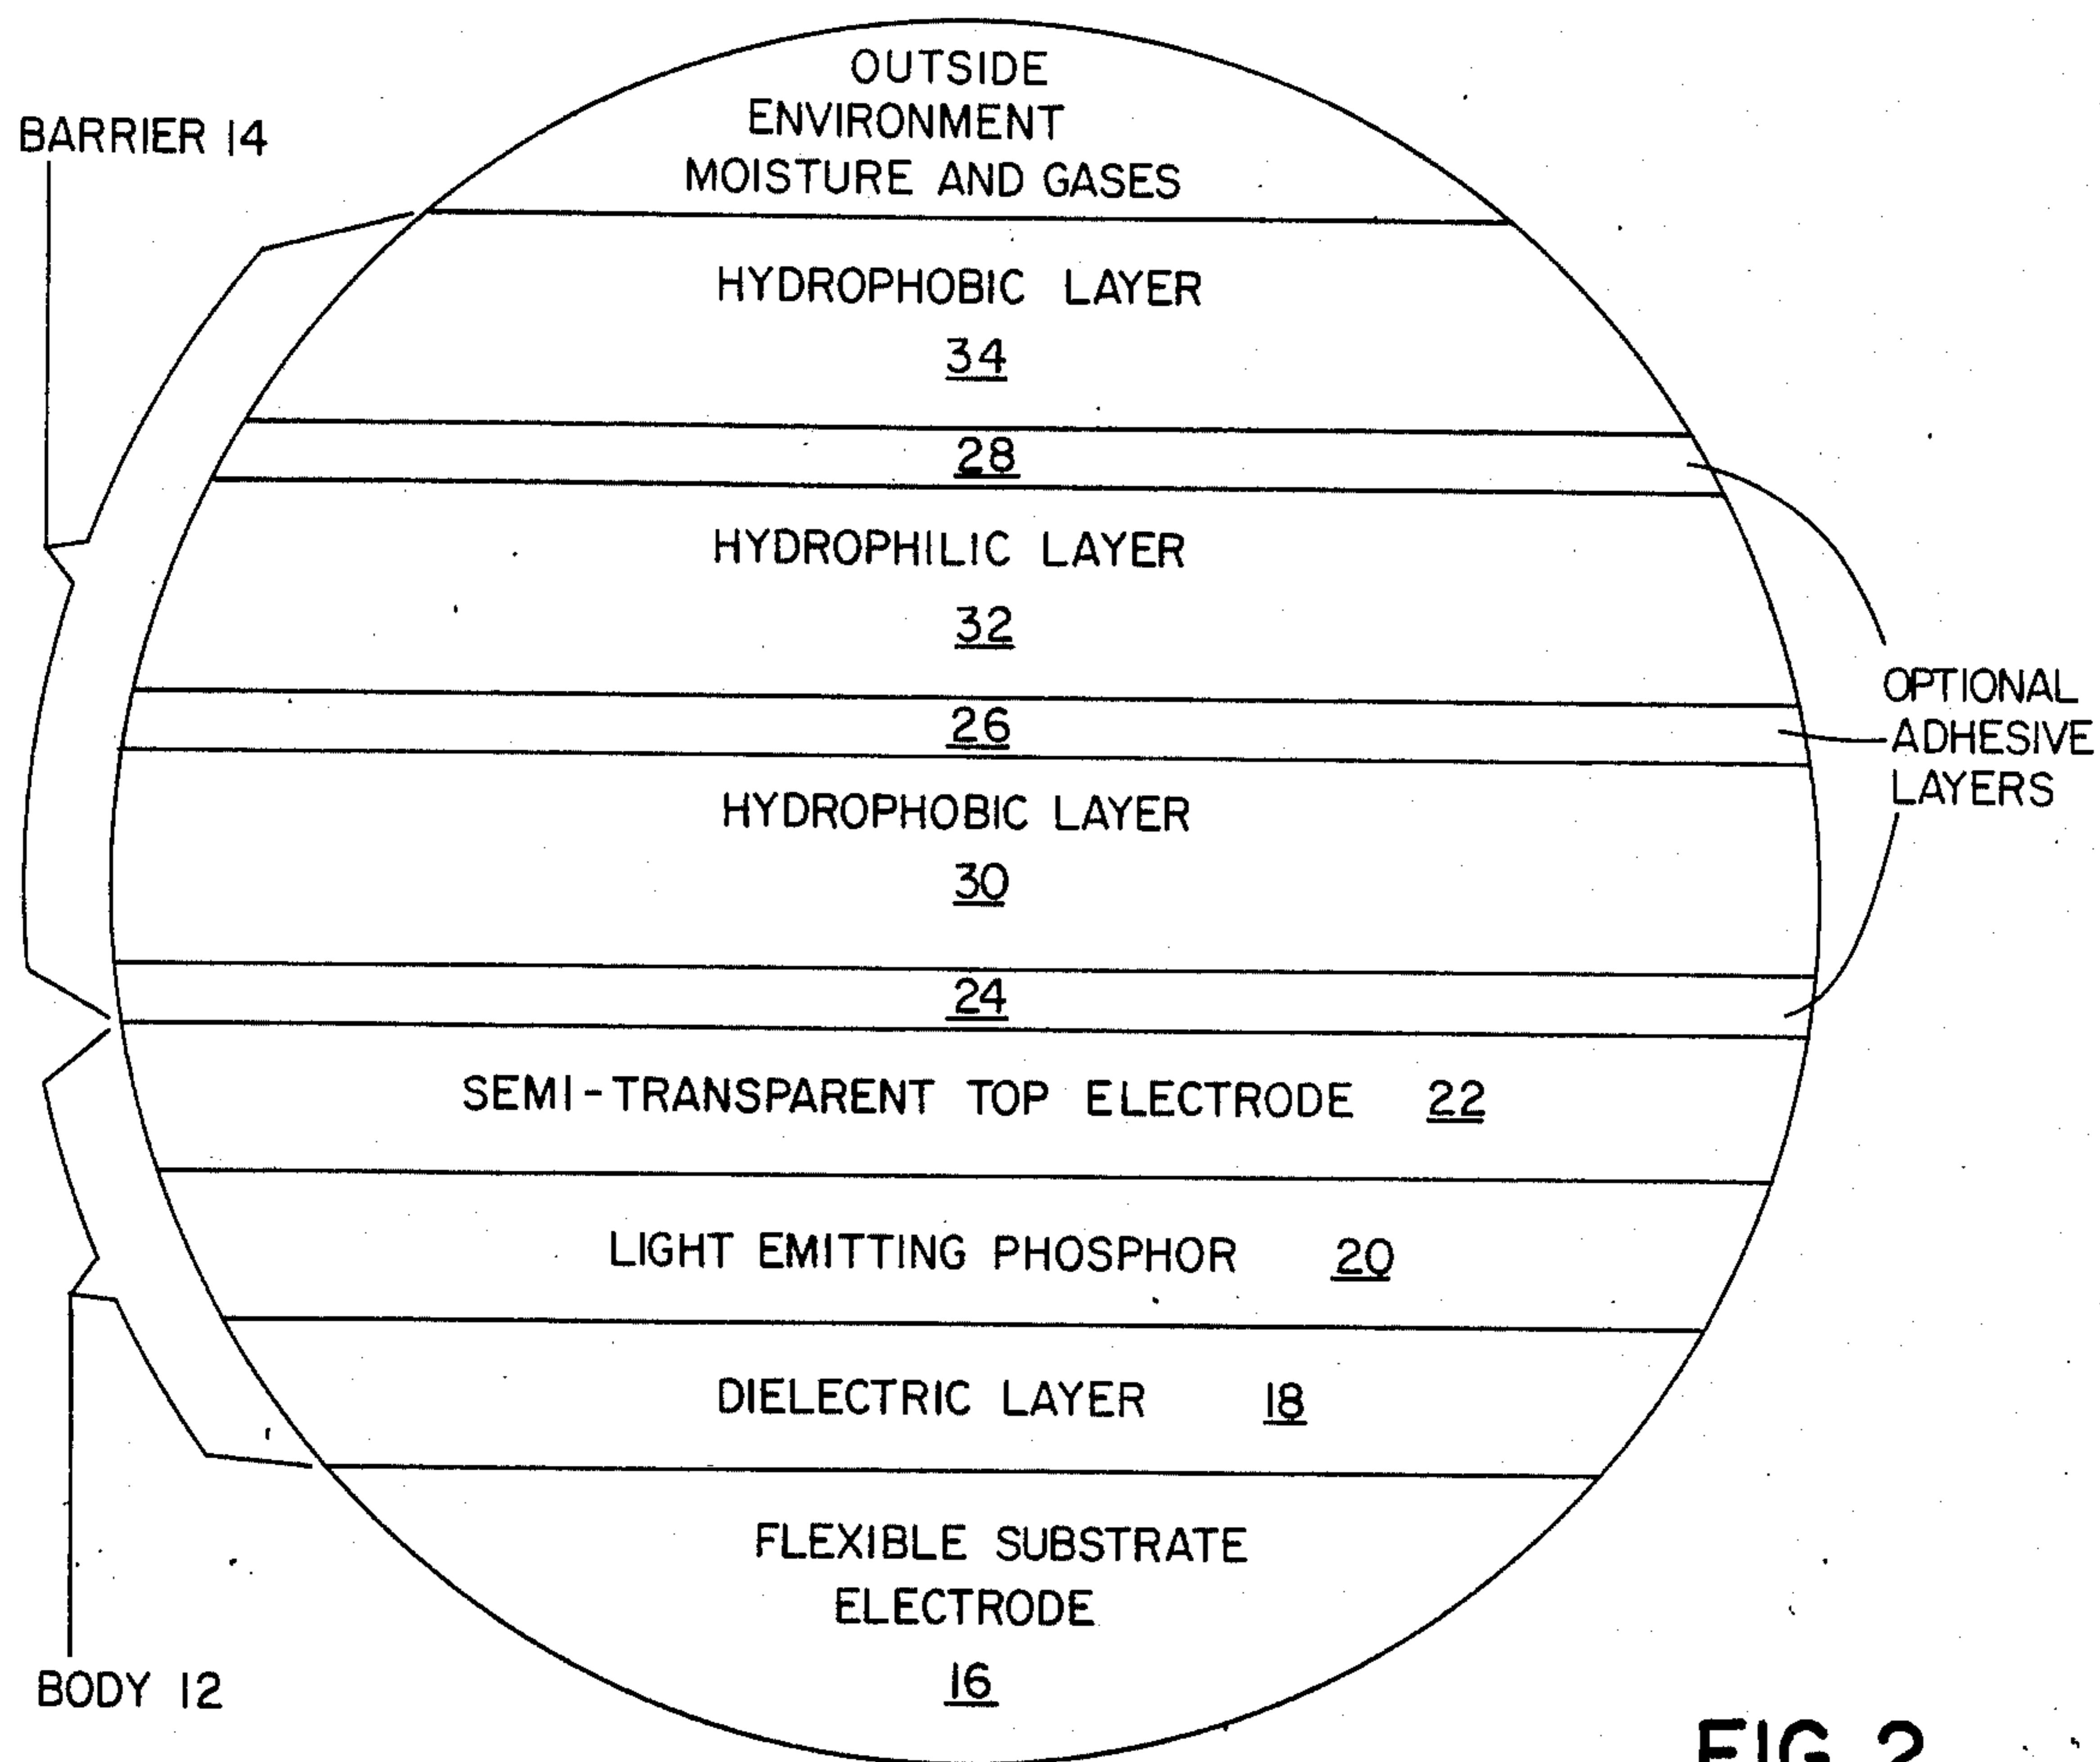 OUTSIDE
ENVIRONMENT
MOISTURE AND GASES
BARRIER 14
HYDROPHOBIC LAYER
34
28
HYDROPHILIC LAYER
32
26
OPTIONAL
ADHESIVE
LAYERS
HYDROPHOBIC LAYER
30
24
SEMI-TRANSPARENT TOP ELECTRODE 22
LIGHT EMITTING PHOSPHOR 20
DIELECTRIC LAYER 18
FLEXIBLE SUBSTRATE
ELECTRODE
16
BODY 12
FIG. 2